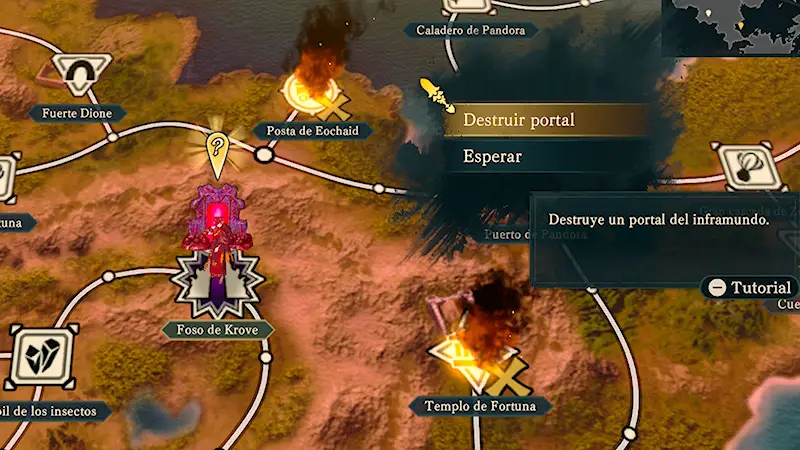 Caladero de Pandora
Fuerte Dione
Posta de Eochaid
Destruir portal
Esperar
Destruye un portal del inframundo.
Puerto de Pandora
Tutorial
Foso de Krove
Templo de Fortuna
de los insectos